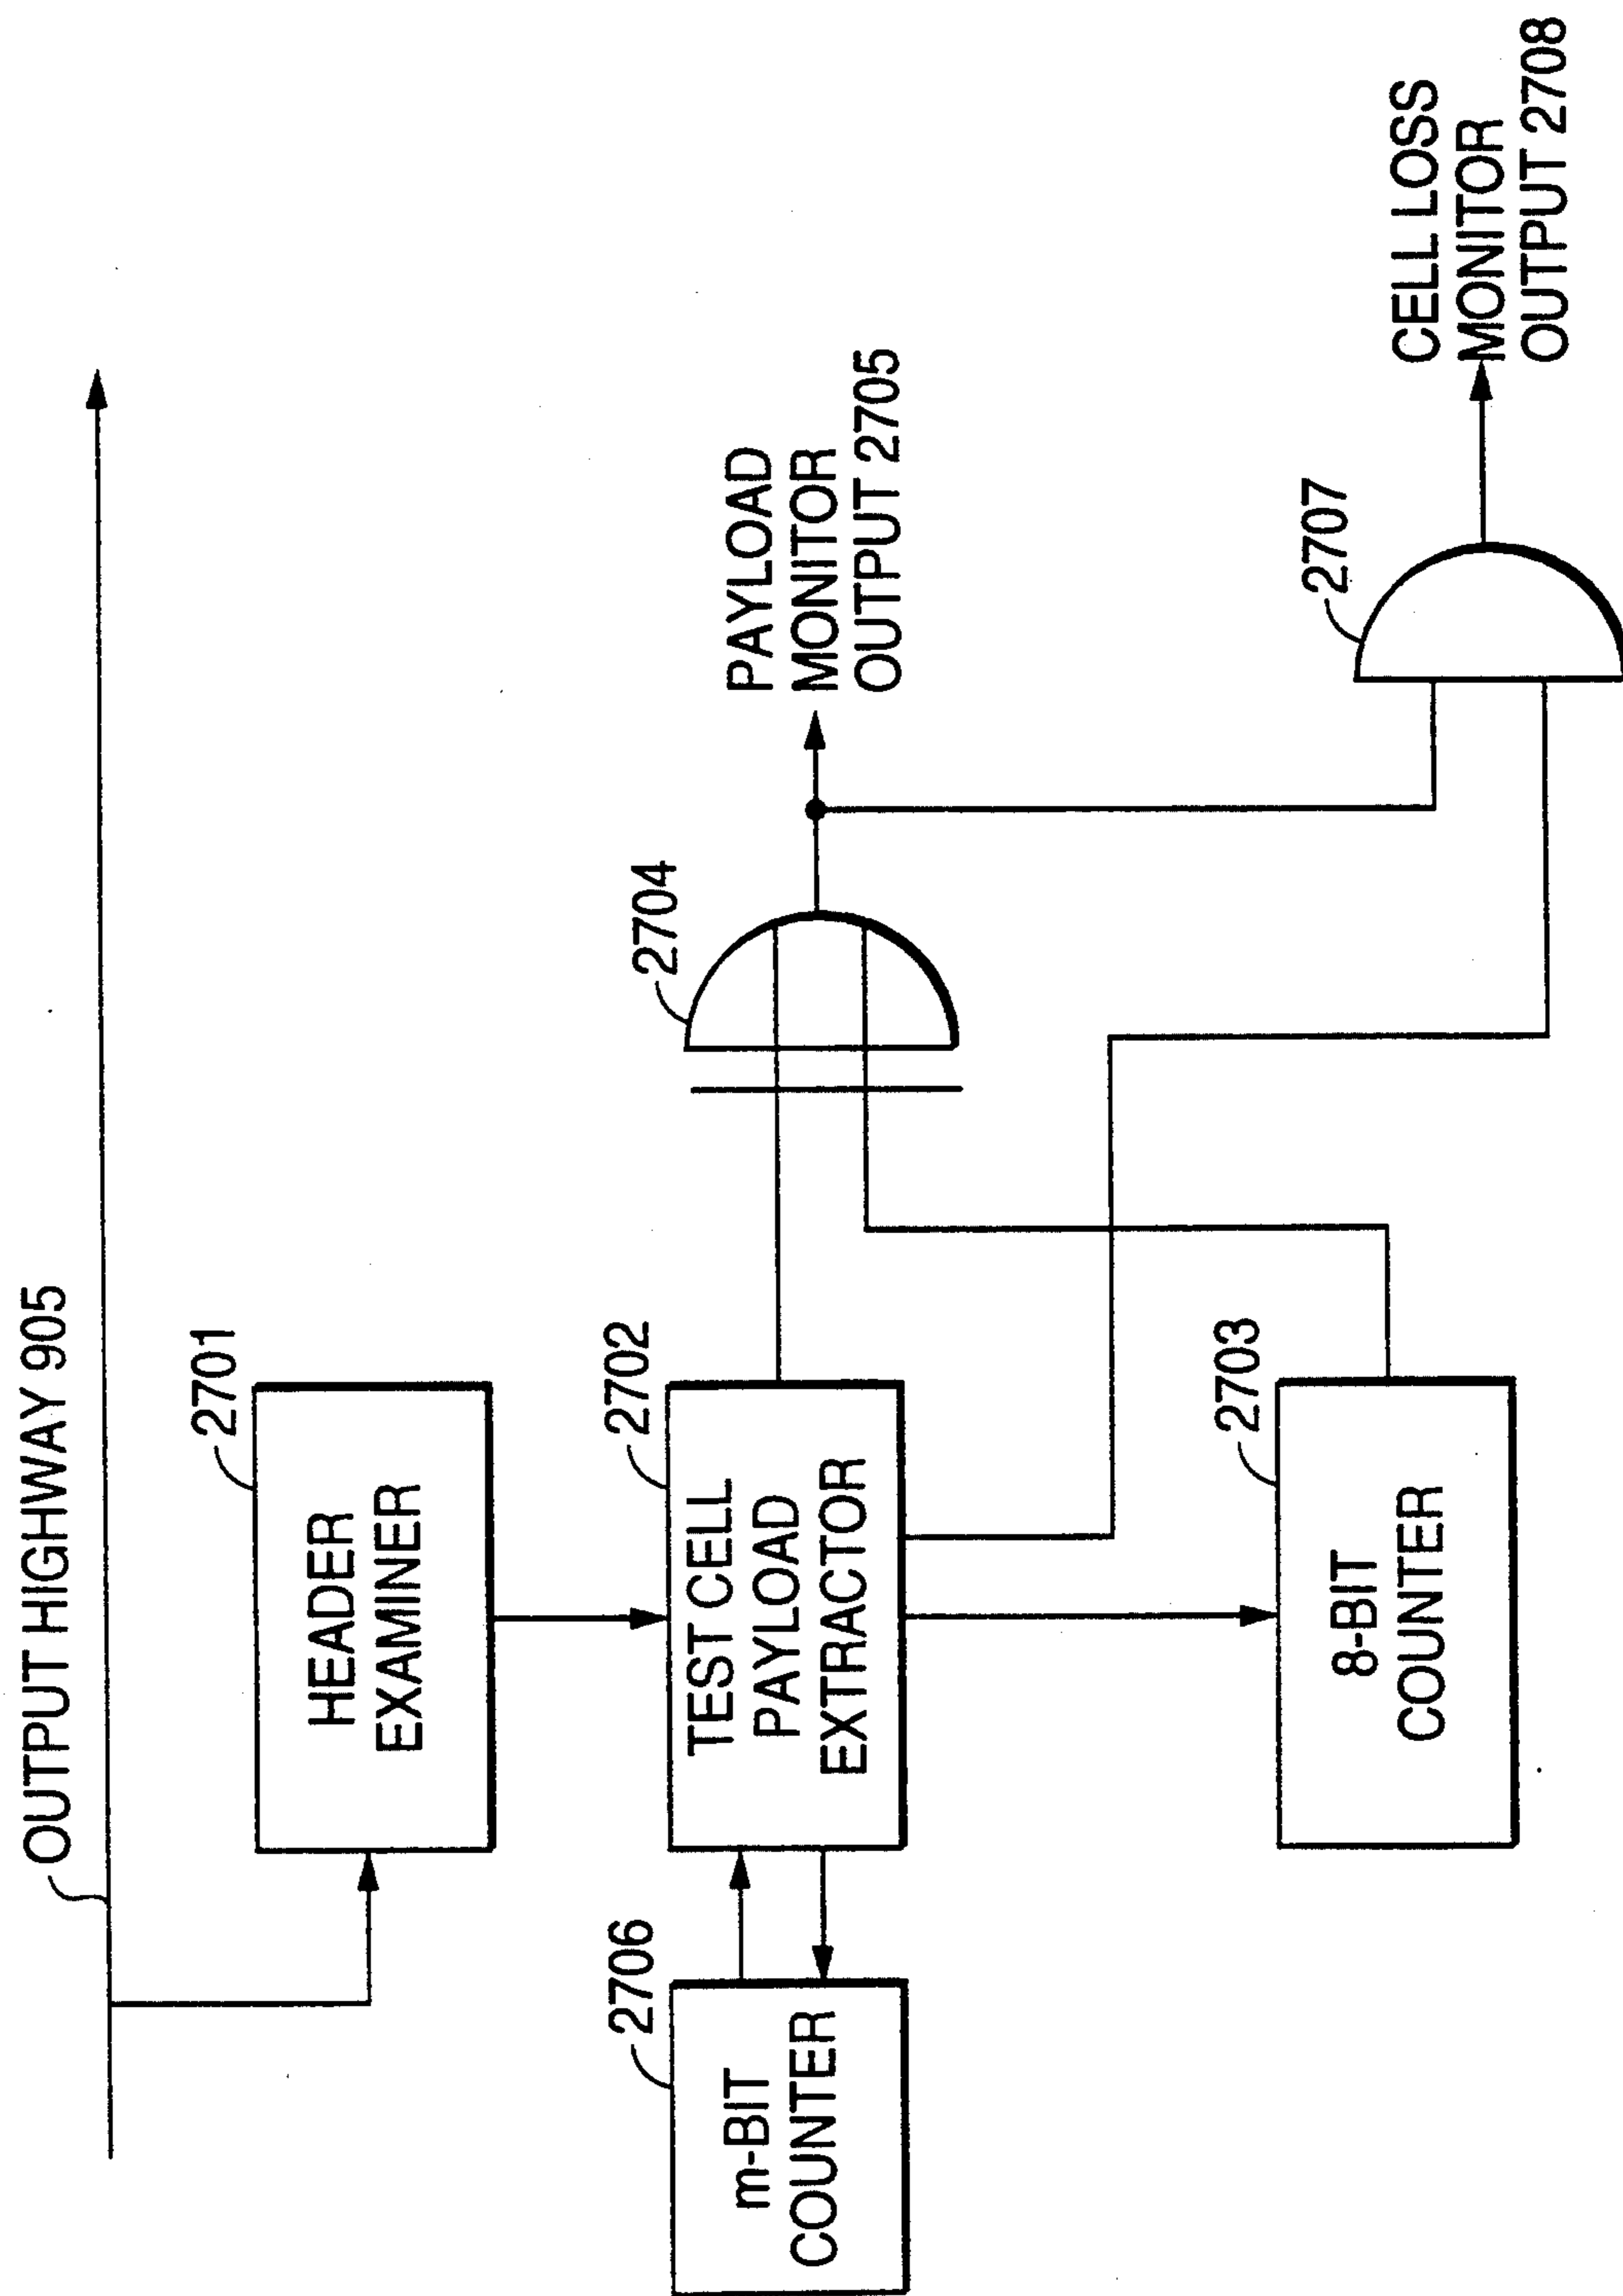 OUTPUT HIGHWAY 905
2701
HEADER
EXAMINER
2706
m-BIT
COUNTER
2702
TEST CELL
PAYLOAD
EXTRACTOR
2704
PAYLOAD
MONITOR
OUTPUT 2705
2703
8-BIT
COUNTER
2707
CELL LOSS
MONITOR
OUTPUT 2708